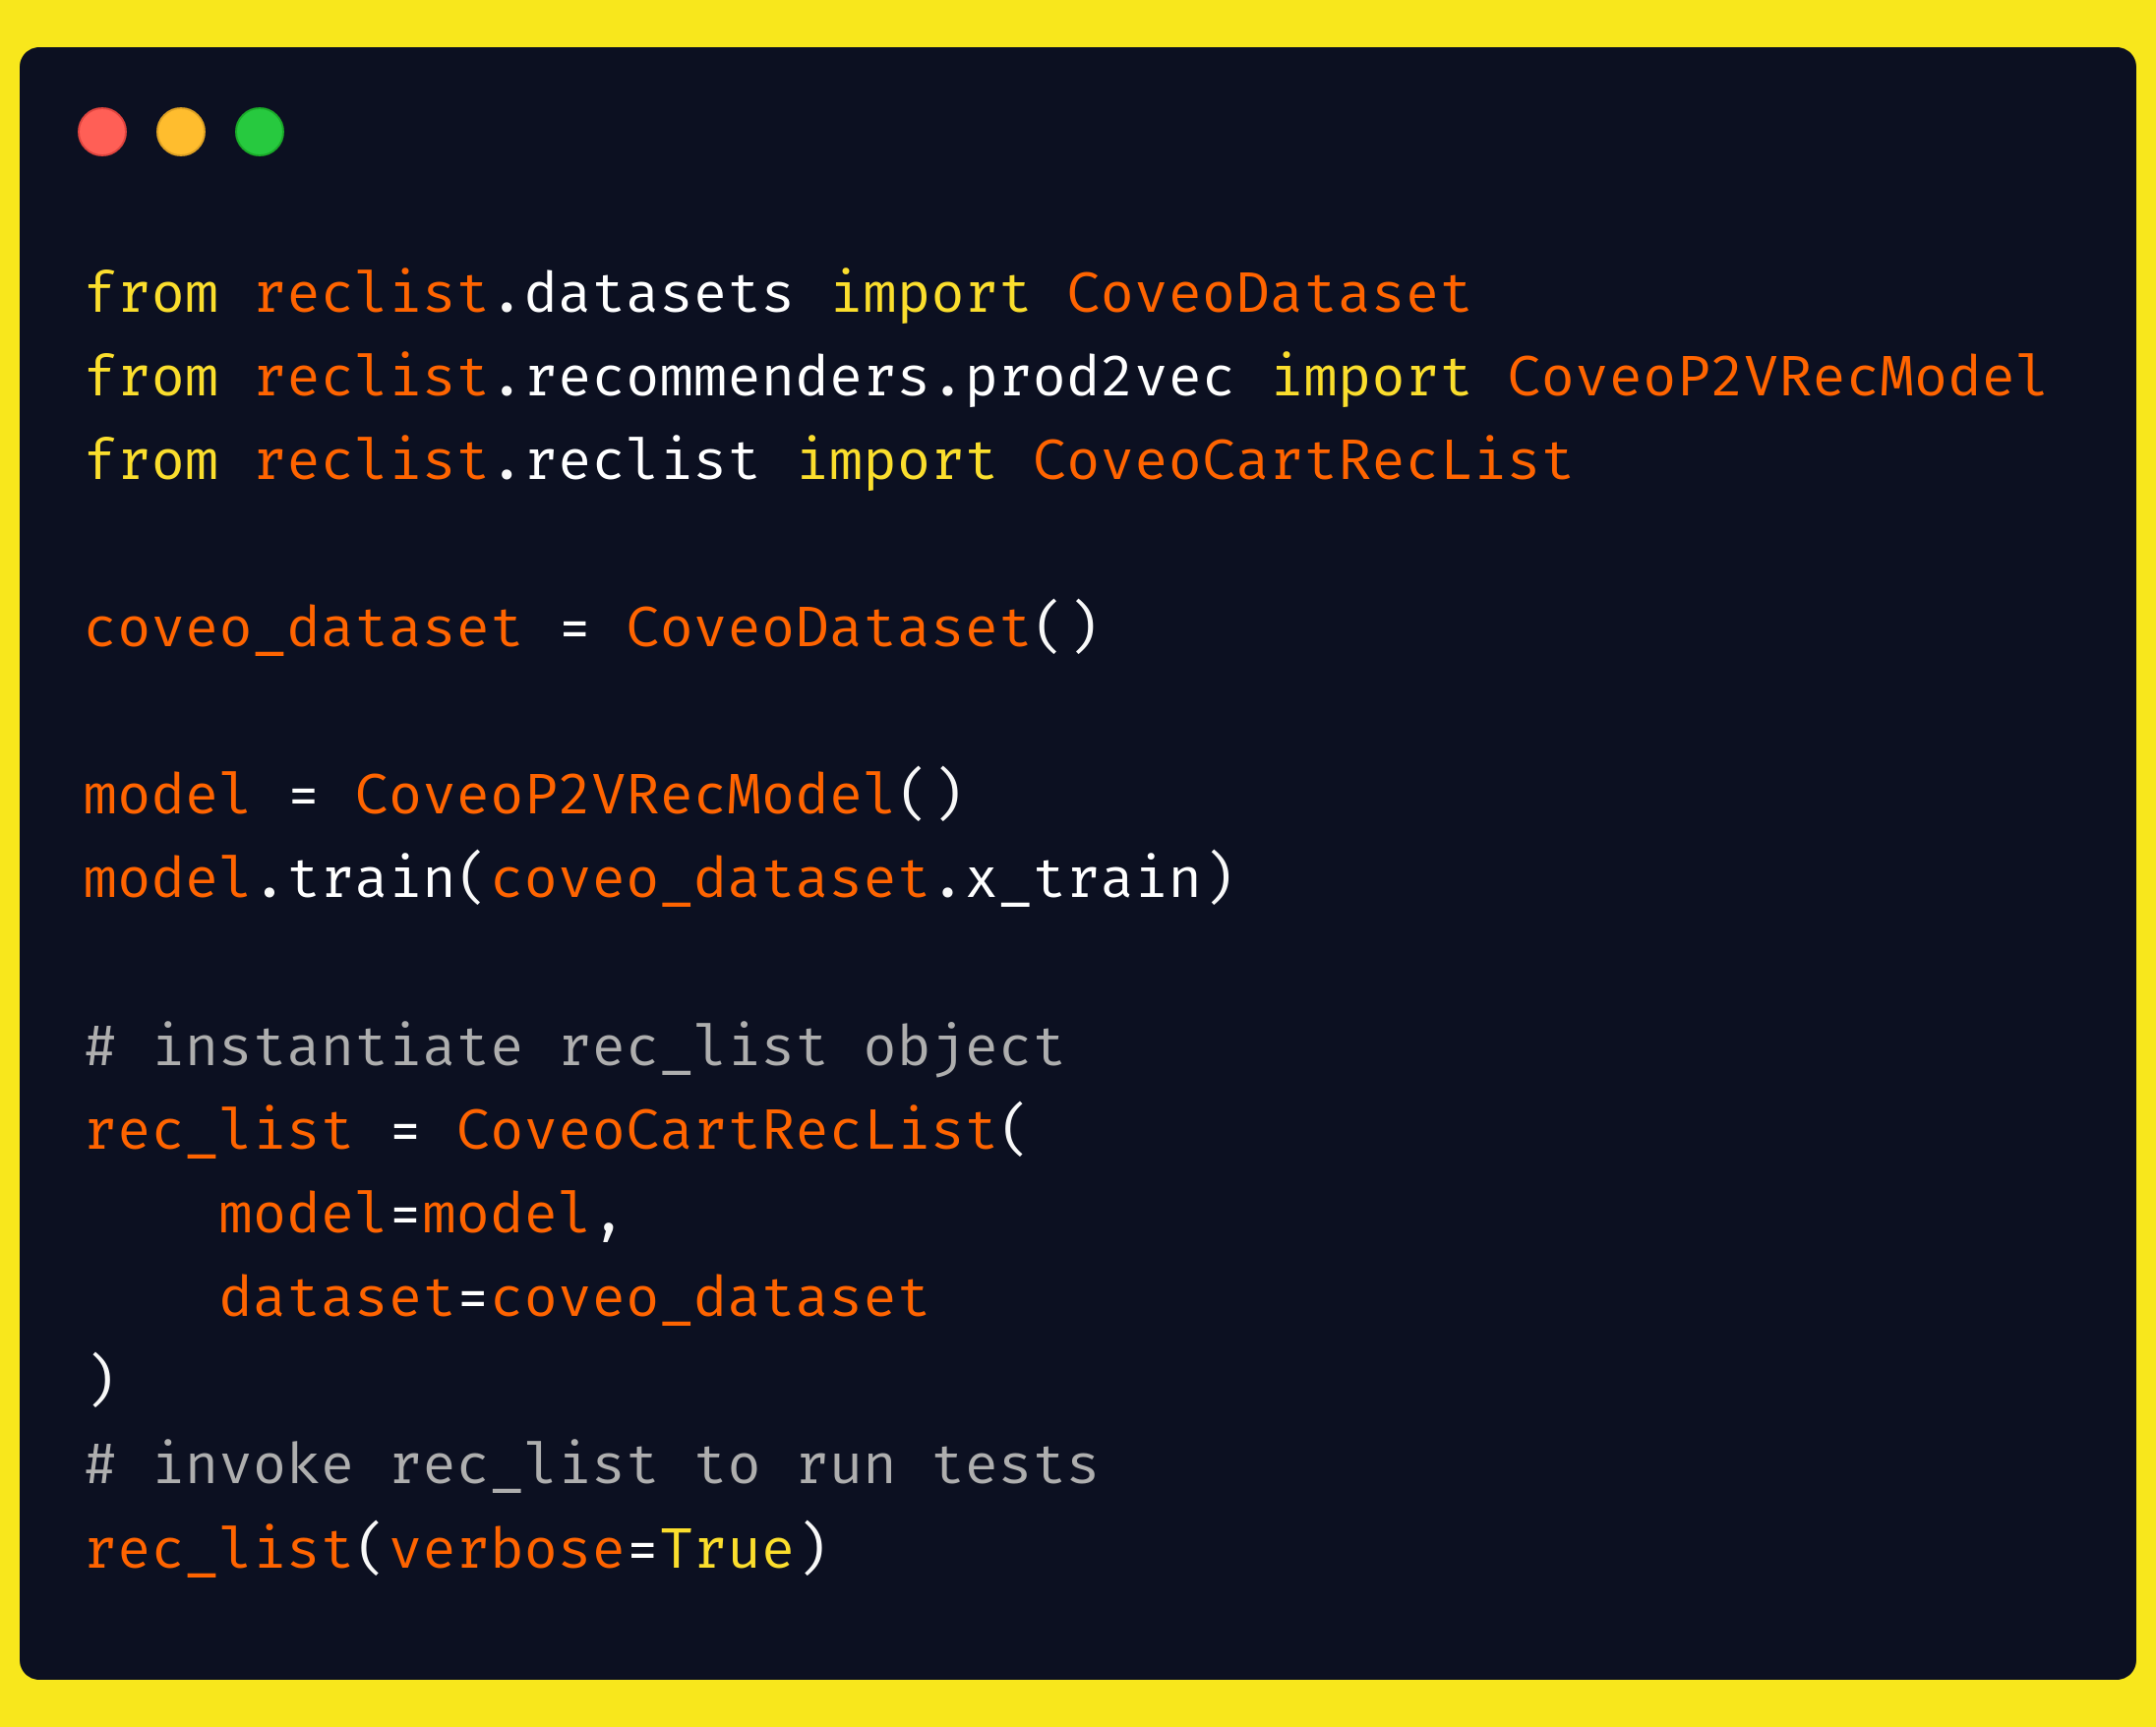 from reclist.datasets import CoveoDataset
from reclist.recommenders.prod2vec import CoveoP2VRecModel
from reclist.reclist import CoveoCartRecList
coveo_dataset = CoveoDataset()
model = CoveoP2VRecModel()
model.train(coveo_dataset.x_train)
# instantiate rec_list object
rec_list = CoveoCartRecList(
    model=model,
    dataset=coveo_dataset
)
# invoke rec_list to run tests
rec_list(verbose=True)